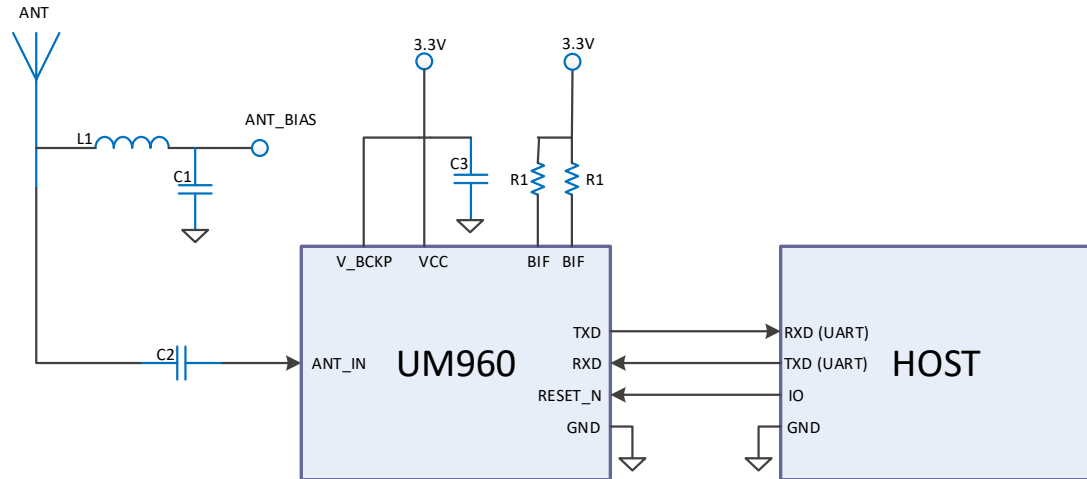 ANT
3.3V
3.3V
ANT_BIAS
L1
C1
C3
R1
R1
V_BCKP
VCC
BIF
BIF
TXD
RXD (UART)
C2
ANT_IN
UM960
RXD
TXD (UART)
HOST
RESET_N
IO
GND
GND